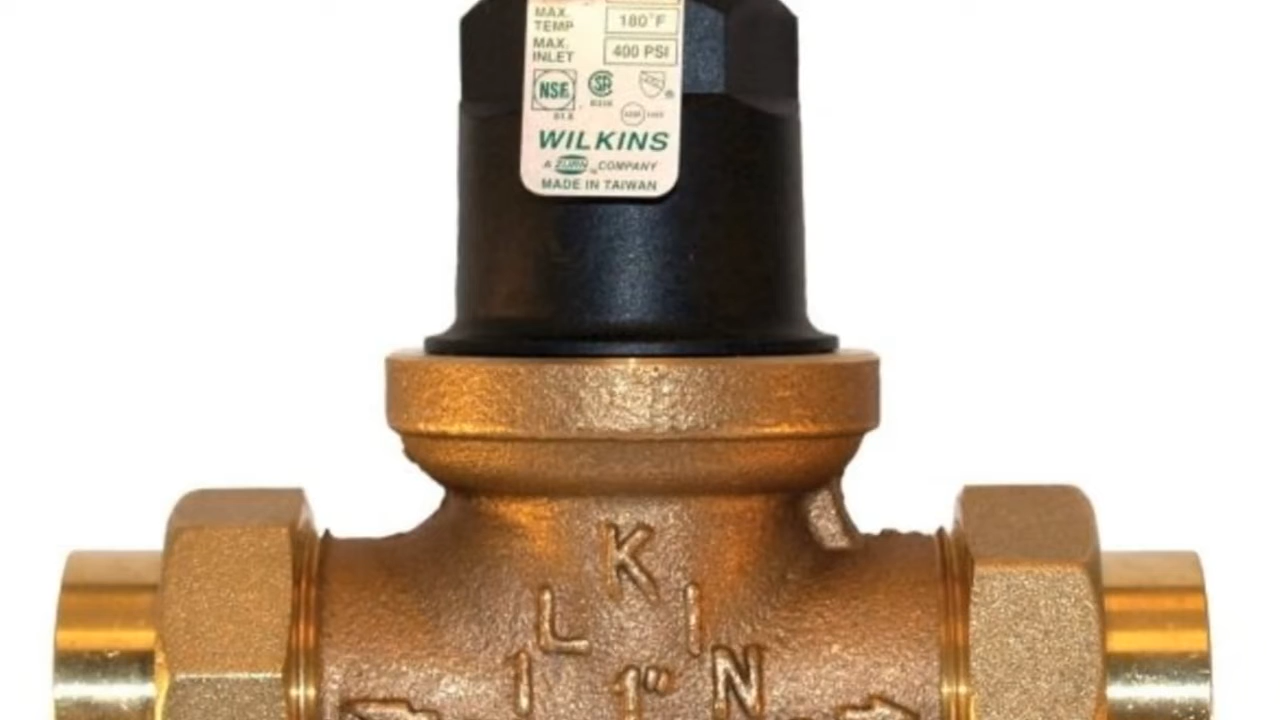 MAX. TEMP 180°F
MAX. INLET 400 PSI
NSF®
WILKINS
A ZURN COMPANY
MADE IN TAIWAN
K
L I
I 1" N